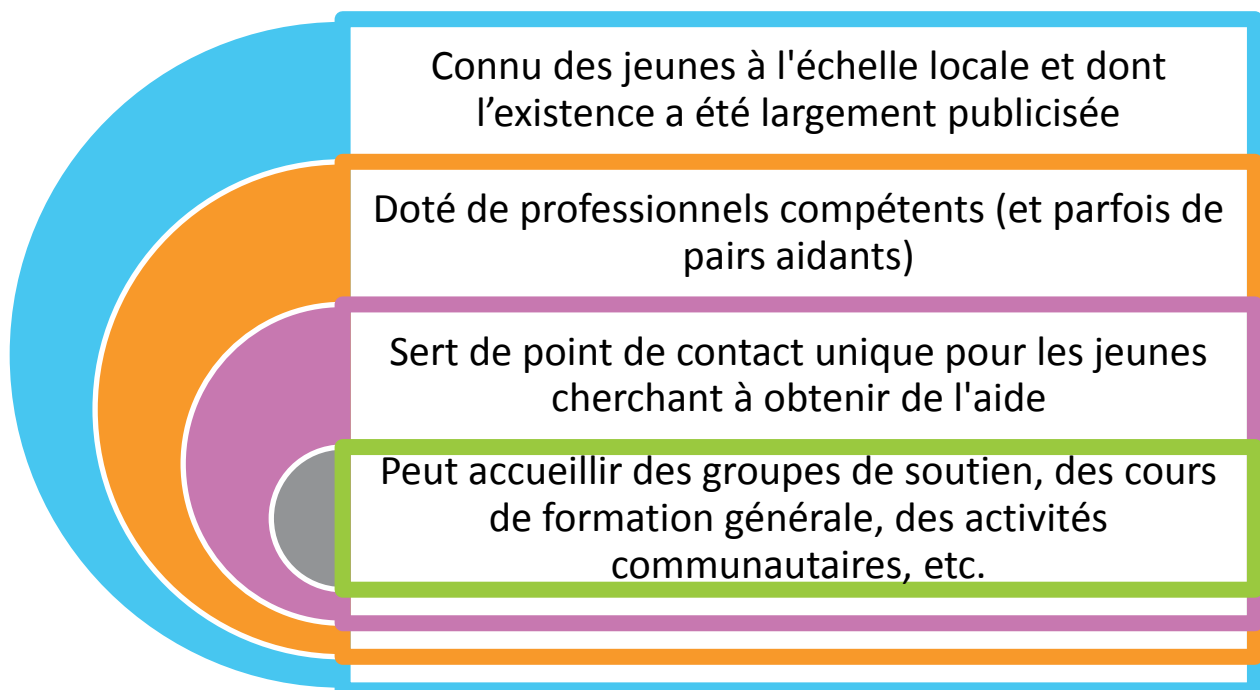 Connu des jeunes à l'échelle locale et dont
l’existence a été largement publicisée
Doté de professionnels compétents (et parfois de
pairs aidants)
Sert de point de contact unique pour les jeunes
cherchant à obtenir de l'aide
Peut accueillir des groupes de soutien, des cours
de formation générale, des activités
communautaires, etc.